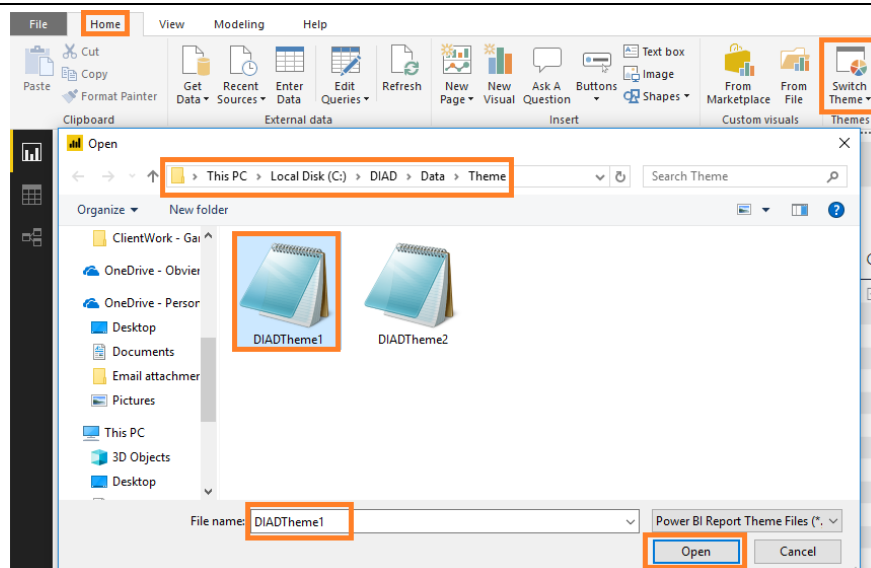 File Home View Modeling Help
Cut
Copy
Format Painter
Paste
Get Data
Recent Sources
Enter Data
Edit Queries
Refresh
New Page
New Visual
Ask A Question
Buttons
Text box
Image
Shapes
From Marketplace
From File
Switch Theme
Clipboard External data Insert Custom visuals Themes
Open
This PC > Local Disk (C:) > DIAD > Data > Theme
Search Theme
Organize New folder
ClientWork - Gar
OneDrive - Obvier
OneDrive - Person
Desktop
Documents
Email attachmer
Pictures
This PC
3D Objects
Desktop
DIADTheme1 DIADTheme2
File name: DIADTheme1
Power BI Report Theme Files (*.
Open Cancel